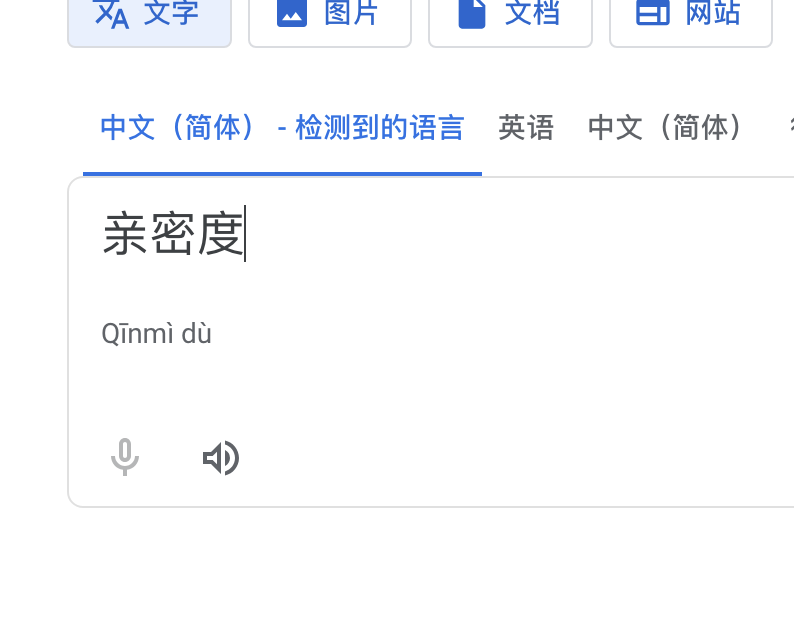 文字 图片 文档 网站
中文（简体） - 检测到的语言 英语 中文（简体）
亲密度
Qīnmì dù